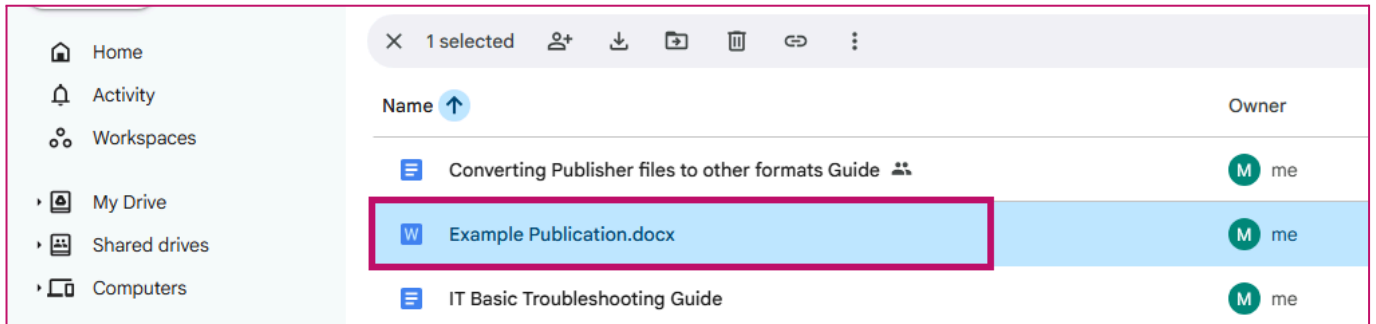 Home
Activity
Workspaces
My Drive
Shared drives
Computers
1 selected
Name Owner
Converting Publisher files to other formats Guide M me
W Example Publication.docx M me
IT Basic Troubleshooting Guide M me